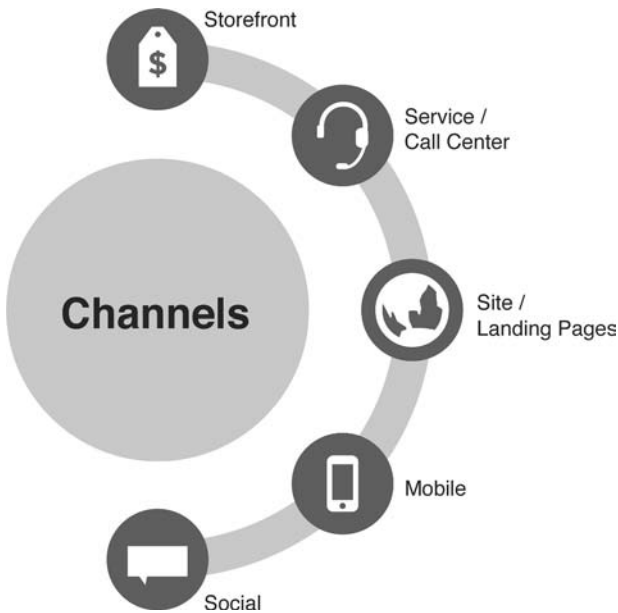 Storefront
$
Service /
Call Center
Channels
Site /
Landing Pages
Mobile
Social